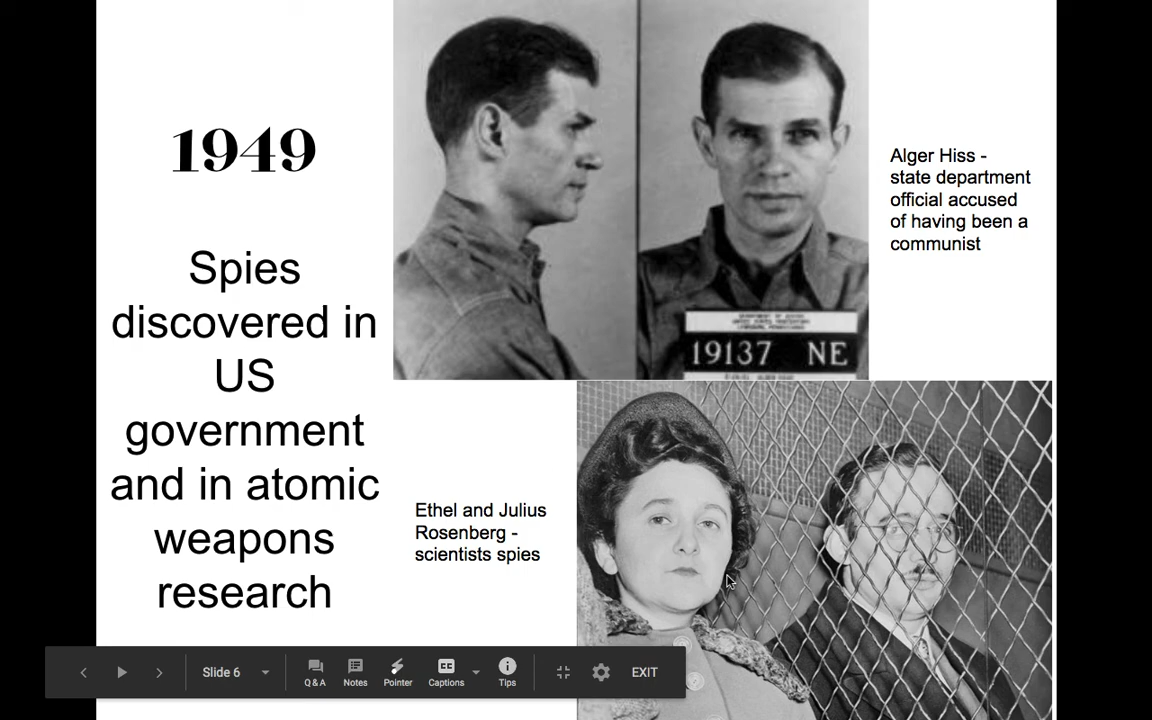 1949
Spies
discovered in
US
government
and in atomic
weapons
research
Alger Hiss -
state department
official accused
of having been a
communist
19137 NE
Ethel and Julius
Rosenberg -
scientists spies
Slide 6
Q&A
Notes
Pointer
Captions
Tips
EXIT